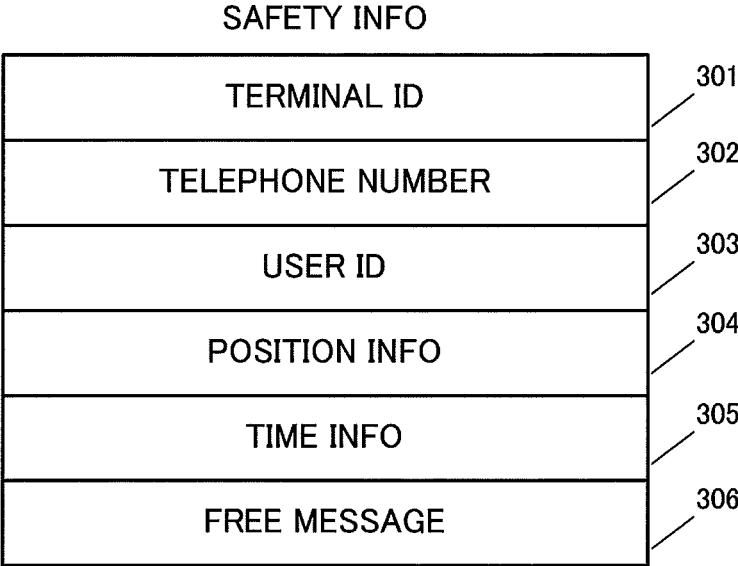 SAFETY INFO
TERMINAL ID
301
TELEPHONE NUMBER
302
USER ID
303
POSITION INFO
304
TIME INFO
305
FREE MESSAGE
306